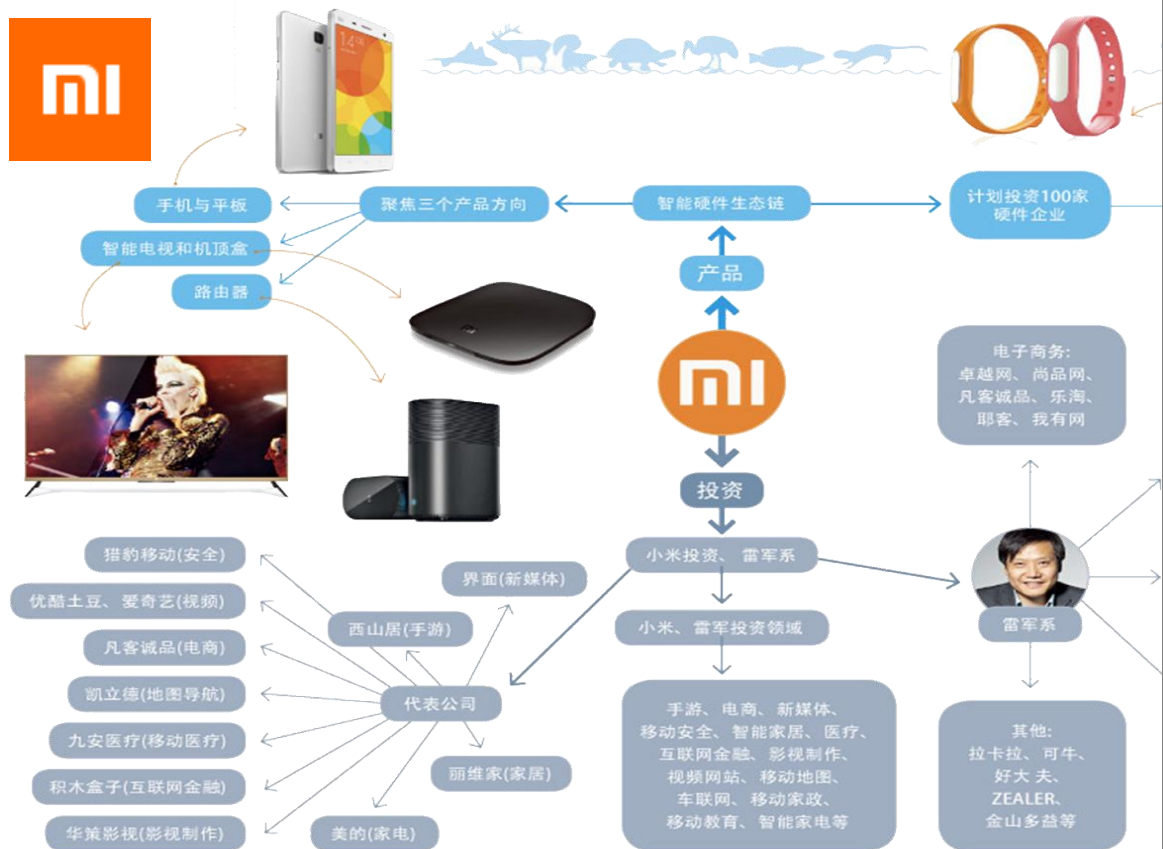 mi
14:08
手机与平板
聚焦三个产品方向
智能硬件生态链
计划投资100家
硬件企业
智能电视和机顶盒
产品
路由器
mi
mi
电子商务:
卓越网、尚品网、
凡客诚品、乐淘、
耶客、我有网
投资
猎豹移动(安全)
界面(新媒体)
小米投资、雷军系
优酷土豆、爱奇艺(视频)
西山居(手游)
小米、雷军投资领域
雷军系
凡客诚品(电商)
凯立德(地图导航)
代表公司
手游、电商、新媒体、
移动安全、智能家居、医疗、
互联网金融、影视制作、
视频网站、移动地图、
车联网、移动家政、
移动教育、智能家电等
其他:
拉卡拉、可牛、
好大 夫、
ZEALER、
金山多益等
九安医疗(移动医疗)
丽维家(家居)
积木盒子(互联网金融)
华策影视(影视制作)
美的(家电)